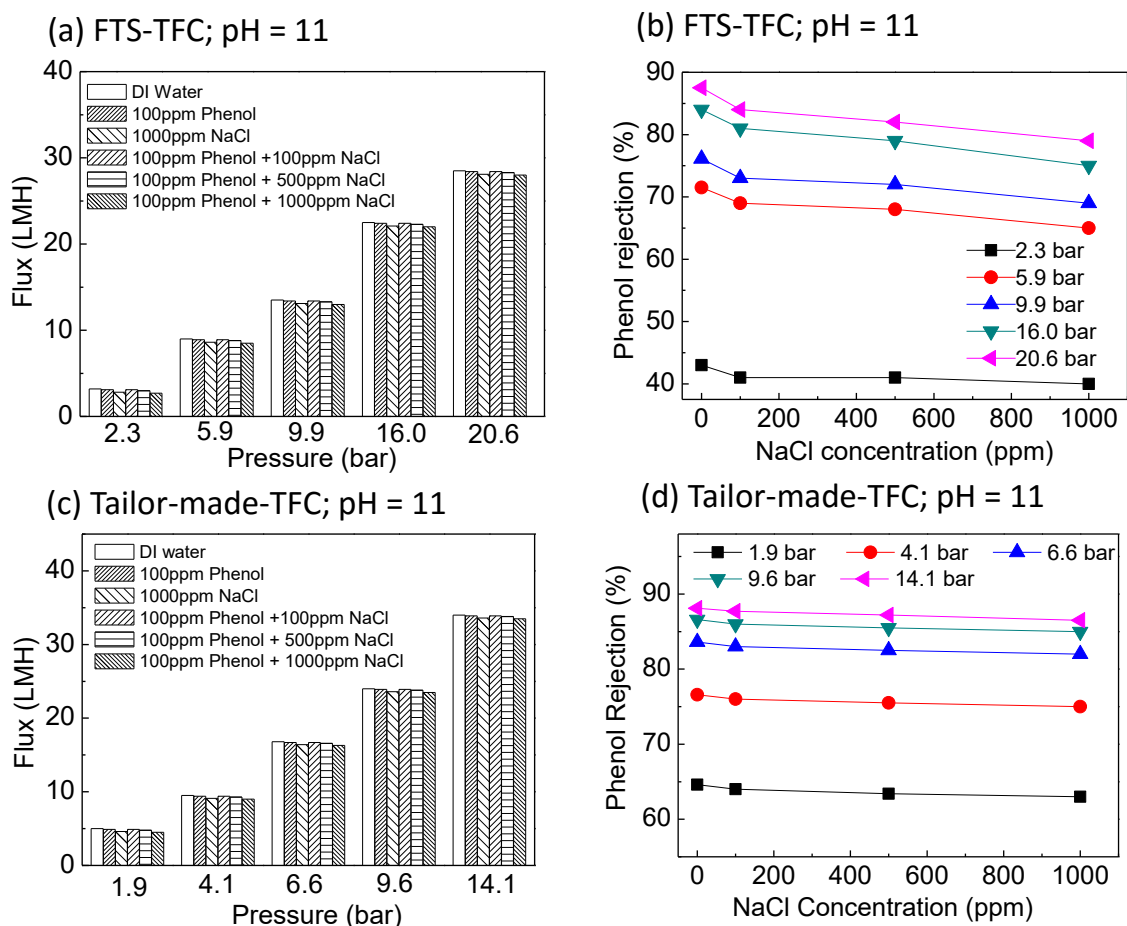 (a) FTS-TFC; pH = 11
40
30
20
10
0
Flux (LMH)
DI Water
100ppm Phenol
1000ppm NaCl
100ppm Phenol +100ppm NaCl
100ppm Phenol + 500ppm NaCl
100ppm Phenol + 1000ppm NaCl
2.3 5.9 9.9 16.0 20.6
Pressure (bar)
(b) FTS-TFC; pH = 11
90
80
70
60
50
40
Phenol rejection (%)
2.3 bar
5.9 bar
9.9 bar
16.0 bar
20.6 bar
0 200 400 600 800 1000
NaCl concentration (ppm)
(c) Tailor-made-TFC; pH = 11
40
30
20
10
0
Flux (LMH)
DI water
100ppm Phenol
1000ppm NaCl
100ppm Phenol +100ppm NaCl
100ppm Phenol + 500ppm NaCl
100ppm Phenol + 1000ppm NaCl
1.9 4.1 6.6 9.6 14.1
Pressure (bar)
(d) Tailor-made-TFC; pH = 11
90
80
70
60
Phenol Rejection (%)
1.9 bar 4.1 bar 6.6 bar
9.6 bar 14.1 bar
0 200 400 600 800 1000
NaCl Concentration (ppm)